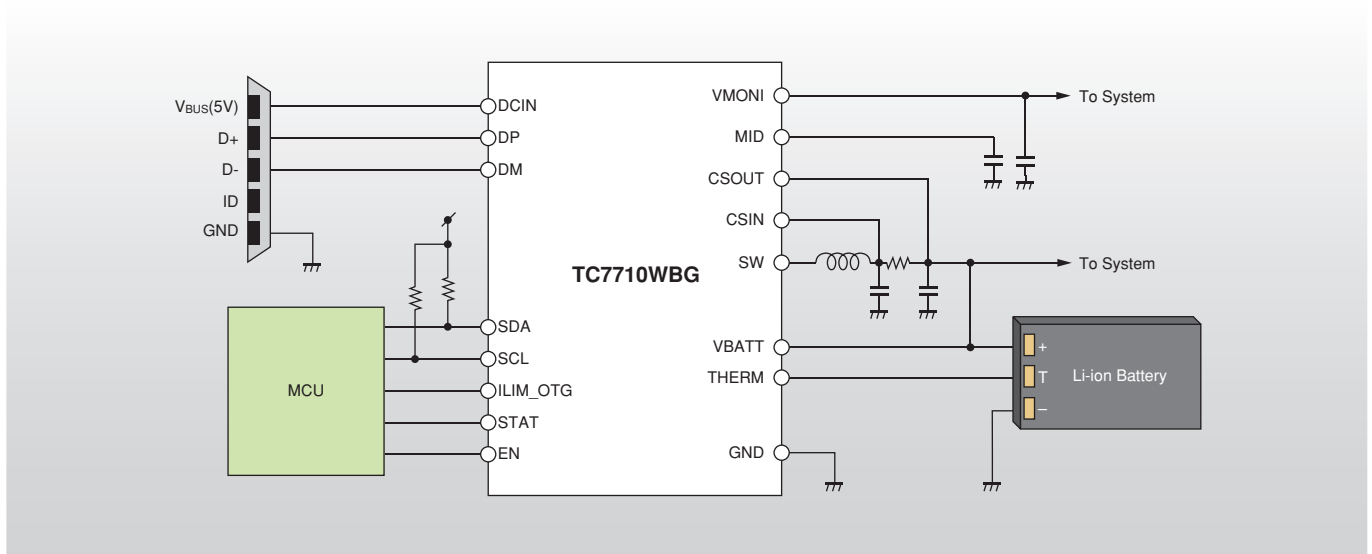 VBUS(5V)
D+
D-
ID
GND
DCIN
DP
DM
SDA
SCL
ILIM_OTG
STAT
EN
MCU
TC7710WBG
VMONI
MID
CSOUT
CSIN
SW
VBATT
THERM
GND
To System
To System
+
T
–
Li-ion Battery